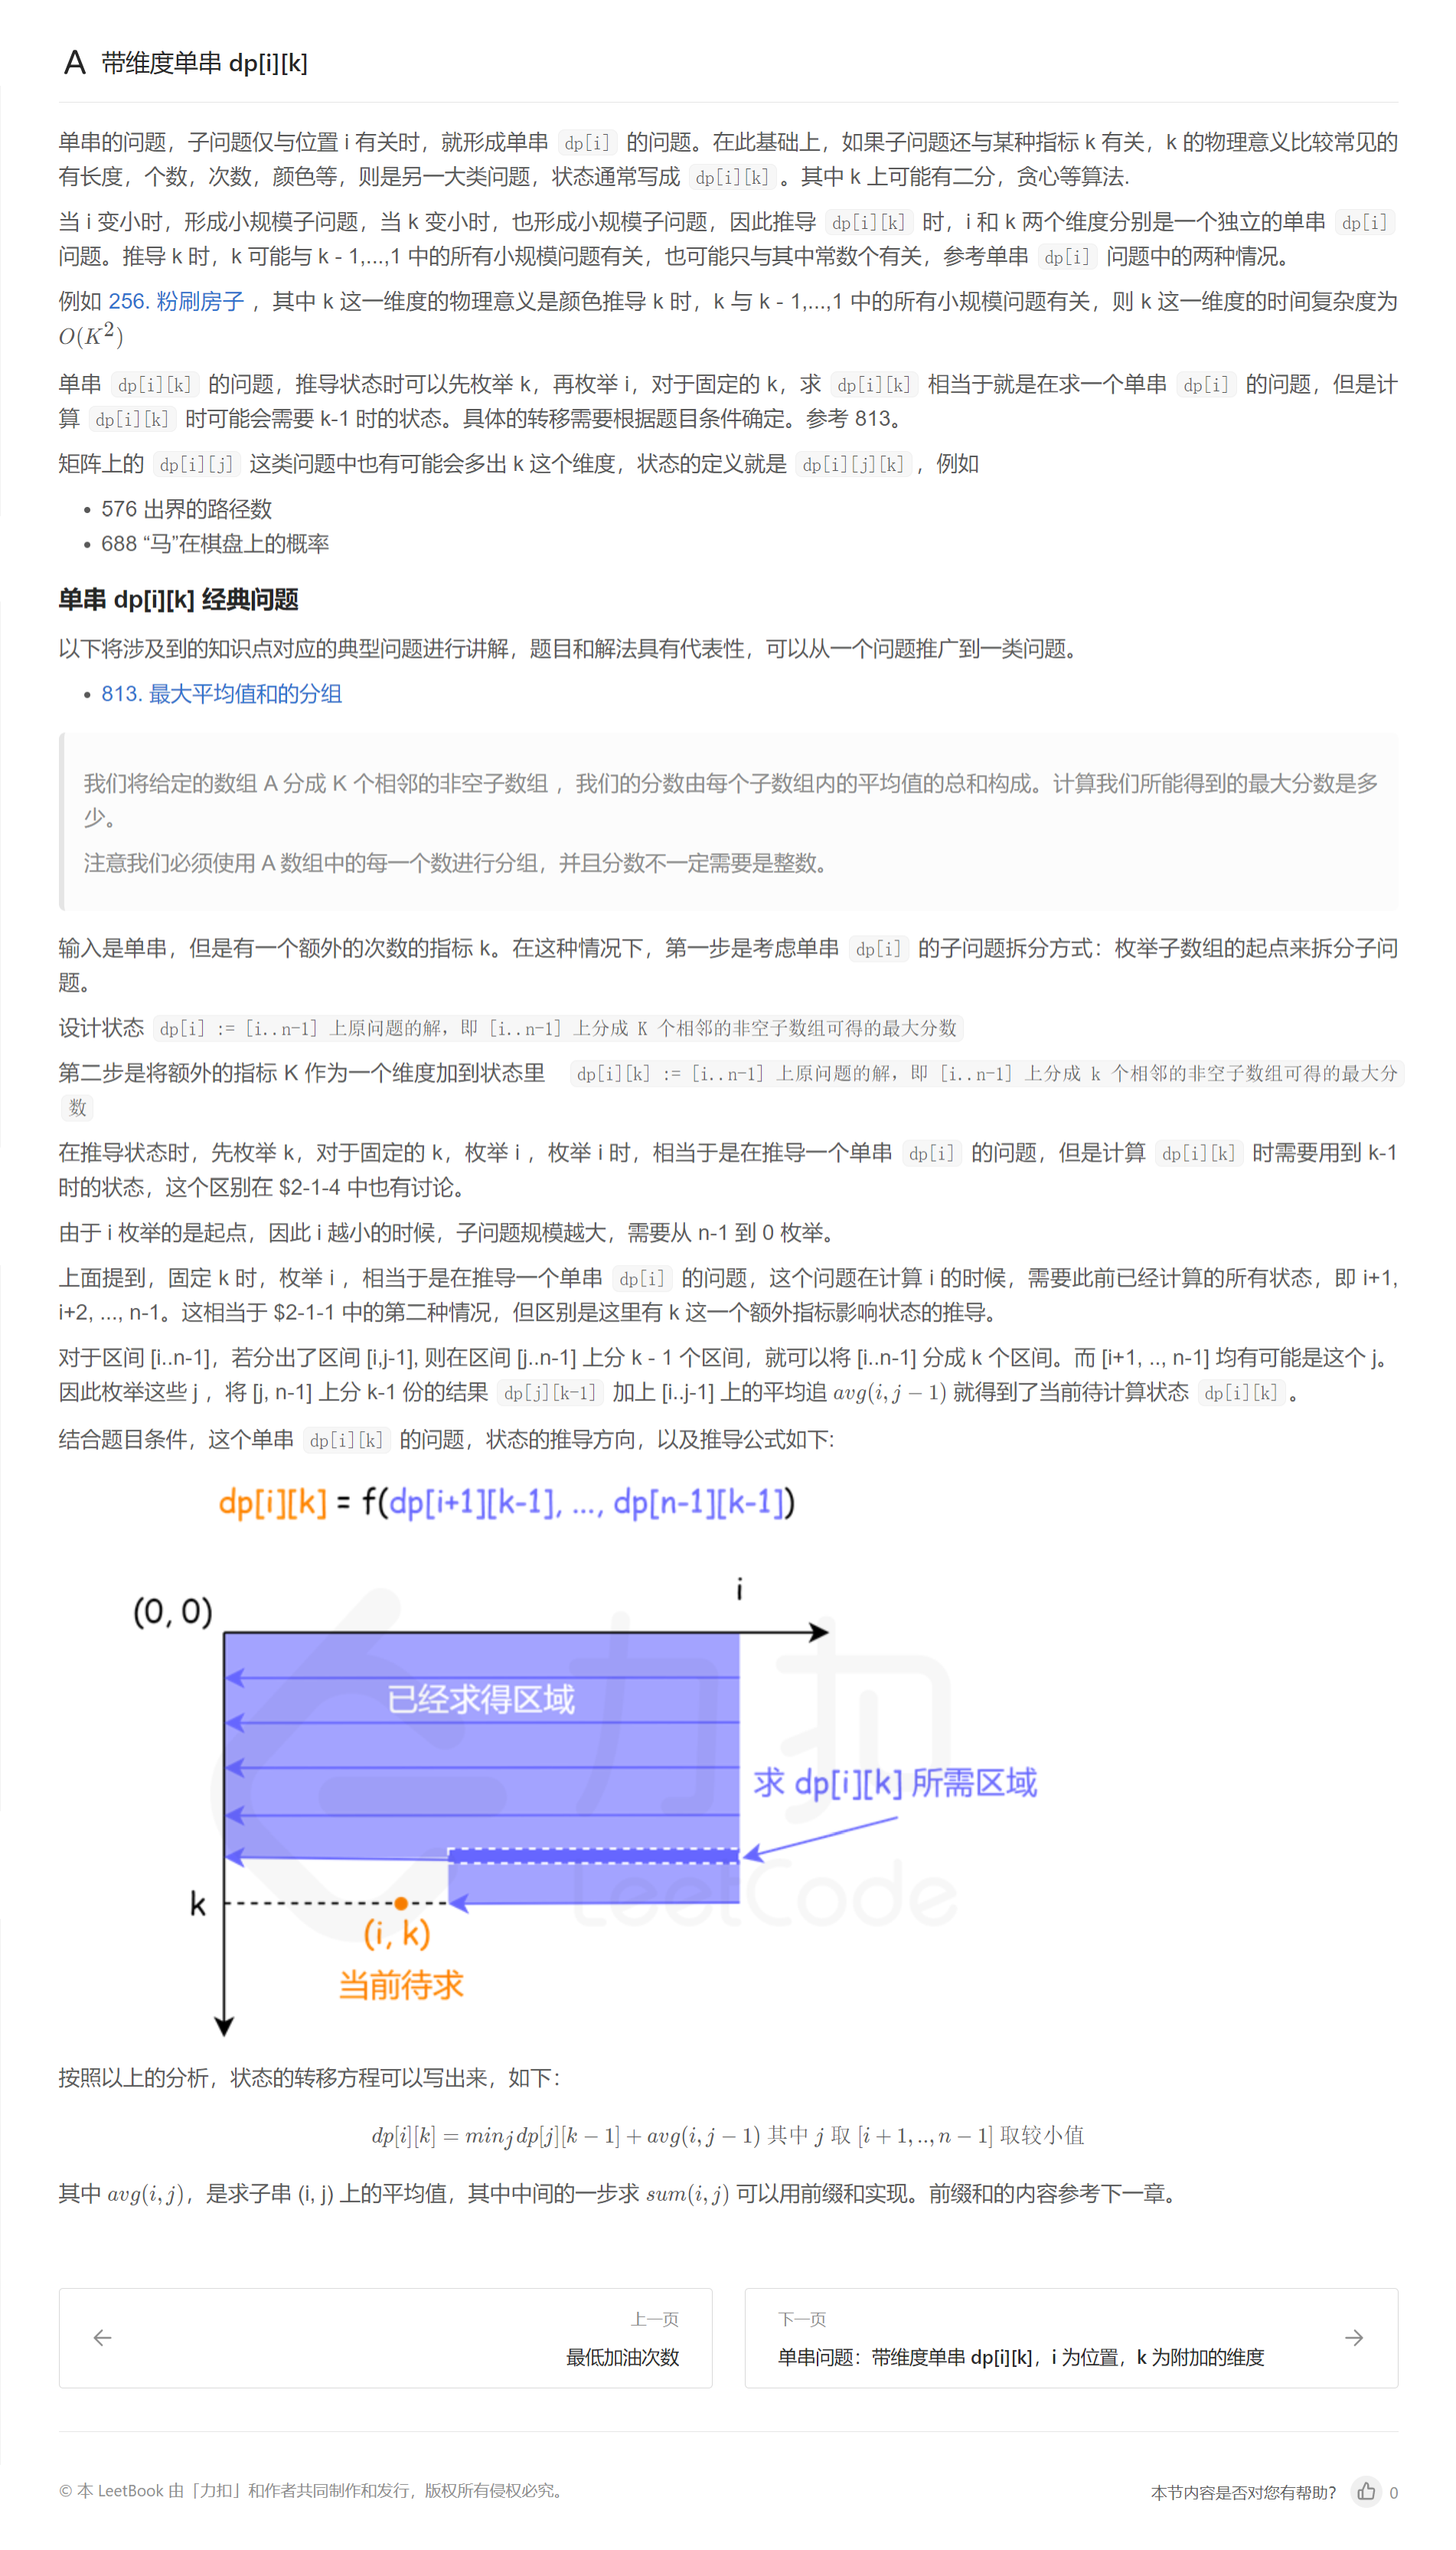 A 带维度单串 dp[i][k]
单串的问题，子问题仅与位置 i 有关时，就形成单串 dp[i] 的问题。在此基础上，如果子问题还与某种指标 k 有关，k 的物理意义比较常见的
有长度，个数，次数，颜色等，则是另一大类问题，状态通常写成 dp[i][k] 。其中 k 上可能有二分，贪心等算法.
当 i 变小时，形成小规模子问题，当 k 变小时，也形成小规模子问题，因此推导 dp[i][k] 时，i 和 k 两个维度分别是一个独立的单串 dp[i]
问题。推导 k 时，k 可能与 k - 1,...,1 中的所有小规模问题有关，也可能只与其中常数个有关，参考单串 dp[i] 问题中的两种情况。
例如 256. 粉刷房子 ，其中 k 这一维度的物理意义是颜色推导 k 时，k 与 k - 1,...,1 中的所有小规模问题有关，则 k 这一维度的时间复杂度为
O(K²)
单串 dp[i][k] 的问题，推导状态时可以先枚举 k，再枚举 i，对于固定的 k，求 dp[i][k] 相当于就是在求一个单串 dp[i] 的问题，但是计
算 dp[i][k] 时可能会需要 k-1 时的状态。具体的转移需要根据题目条件确定。参考 813。
矩阵上的 dp[i][j] 这类问题中也有可能会多出 k 这个维度，状态的定义就是 dp[i][j][k] ，例如
• 576 出界的路径数
• 688 “马”在棋盘上的概率
单串 dp[i][k] 经典问题
以下将涉及到的知识点对应的典型问题进行讲解，题目和解法具有代表性，可以从一个问题推广到一类问题。
• 813. 最大平均值和的分组
我们将给定的数组 A 分成 K 个相邻的非空子数组 ，我们的分数由每个子数组内的平均值的总和构成。计算我们所能得到的最大分数是多
少。
注意我们必须使用 A 数组中的每一个数进行分组，并且分数不一定需要是整数。
输入是单串，但是有一个额外的次数的指标 k。在这种情况下，第一步是考虑单串 dp[i] 的子问题拆分方式：枚举子数组的起点来拆分子问
题。
设计状态 dp[i] := [i..n-1] 上原问题的解，即 [i..n-1] 上分成 K 个相邻的非空子数组可得的最大分数
第二步是将额外的指标 K 作为一个维度加到状态里 dp[i][k] := [i..n-1] 上原问题的解，即 [i..n-1] 上分成 k 个相邻的非空子数组可得的最大分
数
在推导状态时，先枚举 k，对于固定的 k，枚举 i ，枚举 i 时，相当于是在推导一个单串 dp[i] 的问题，但是计算 dp[i][k] 时需要用到 k-1
时的状态，这个区别在 $2-1-4 中也有讨论。
由于 i 枚举的是起点，因此 i 越小的时候，子问题规模越大，需要从 n-1 到 0 枚举。
上面提到，固定 k 时，枚举 i ，相当于是在推导一个单串 dp[i] 的问题，这个问题在计算 i 的时候，需要此前已经计算的所有状态，即 i+1,
i+2, ..., n-1。这相当于 $2-1-1 中的第二种情况，但区别是这里有 k 这一个额外指标影响状态的推导。
对于区间 [i..n-1]，若分出了区间 [i,j-1], 则在区间 [j..n-1] 上分 k - 1 个区间，就可以将 [i..n-1] 分成 k 个区间。而 [i+1, .., n-1] 均有可能是这个 j。
因此枚举这些 j ，将 [j, n-1] 上分 k-1 份的结果 dp[j][k-1] 加上 [i..j-1] 上的平均追 avg(i, j − 1) 就得到了当前待计算状态 dp[i][k] 。
结合题目条件，这个单串 dp[i][k] 的问题，状态的推导方向，以及推导公式如下:
dp[i][k] = f(dp[i+1][k-1], ..., dp[n-1][k-1])
i
(0, 0)
已经求得区域
求 dp[i][k] 所需区域
力扣
LeetCode
k
(i, k)
当前待求
按照以上的分析，状态的转移方程可以写出来，如下：
dp[i][k] = min_j dp[j][k − 1] + avg(i, j − 1) 其中 j 取 [i + 1, .., n − 1] 取较小值
其中 avg(i, j)，是求子串 (i, j) 上的平均值，其中中间的一步求 sum(i, j) 可以用前缀和实现。前缀和的内容参考下一章。
上一页
最低加油次数
下一页
单串问题：带维度单串 dp[i][k]，i 为位置，k 为附加的维度
© 本 LeetBook 由「力扣」和作者共同制作和发行，版权所有侵权必究。
本节内容是否对您有帮助？ 0